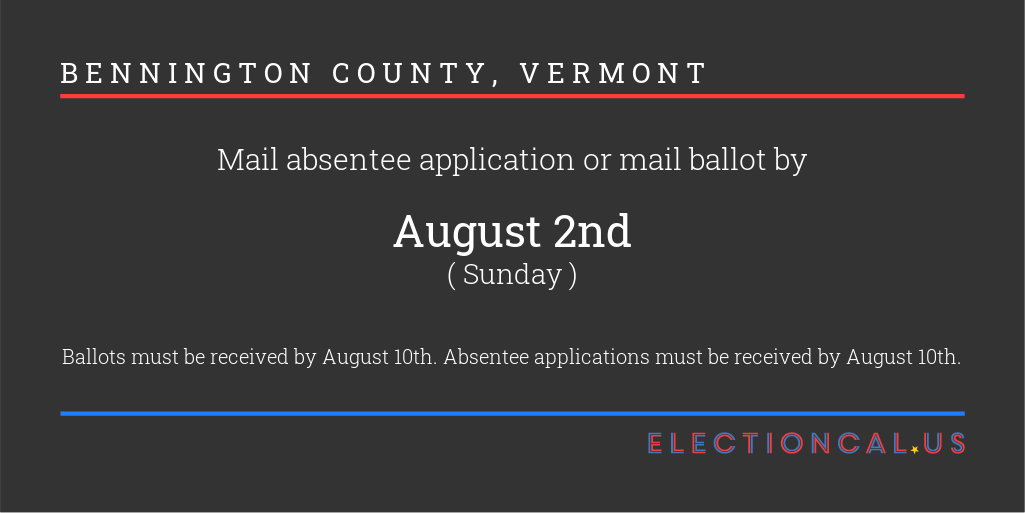 BENNINGTON COUNTY, VERMONT
Mail absentee application or mail ballot by
August 2nd
( Sunday )
Ballots must be received by August 10th. Absentee applications must be received by August 10th.
ELECTIONCAL.US